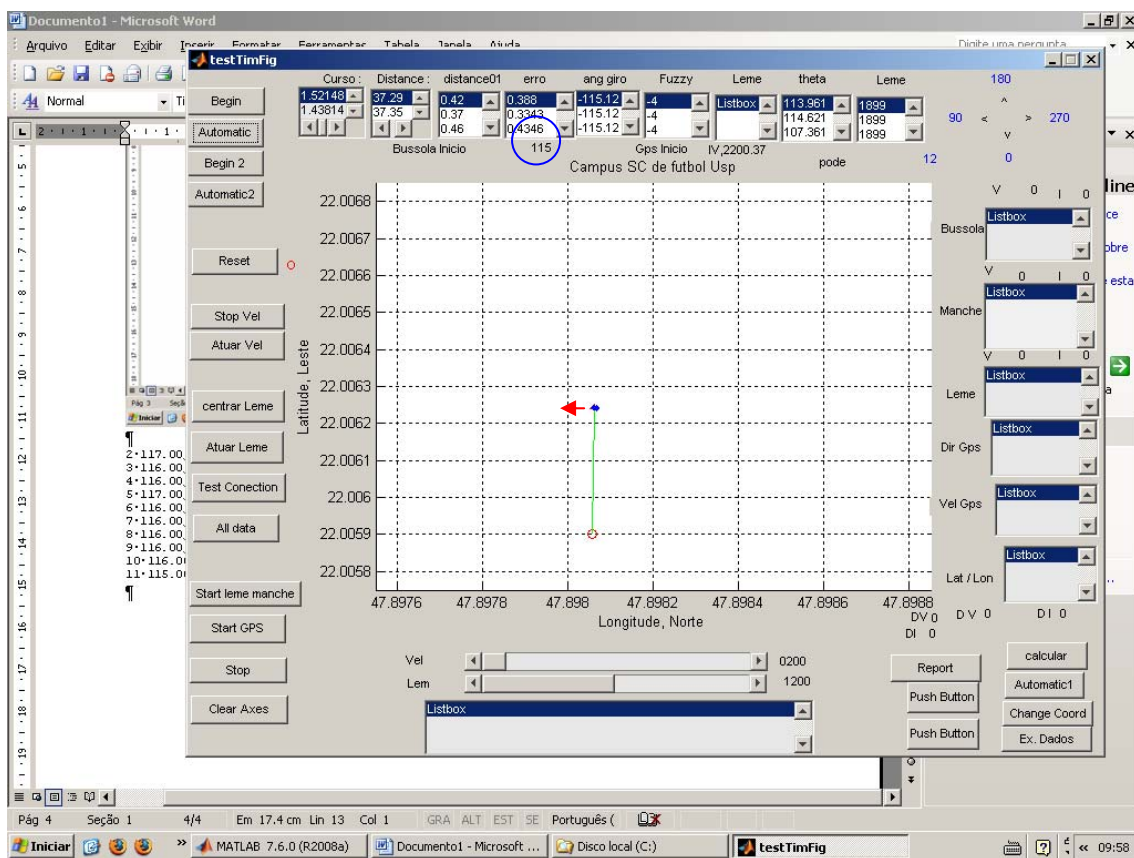 Documento1 - Microsoft Word
Arquivo Editar Exibir Inserir Formatar Ferramentas Tabela Janela Ajuda Digite uma pergunta
testTimFig
Normal
Curso : Distance : distance01 erro ang giro Fuzzy Leme theta Leme 180
Begin 1.52148 37.29 0.42 0.388 -115.12 -4 Listbox 113.961 1899
1.43814 37.35 0.37 0.3343 -115.12 -4 114.621 1899 90 < ^ > 270
Automatic 0.46 0.4346 -115.12 -4 107.361 1899 v
Bussola Inicio 115 Gps Inicio IV,2200.37 pode 12 0
Begin 2 Campus SC de futbol Usp
Automatic2
Reset
Stop Vel
Atuar Vel
centrar Leme
Atuar Leme
Test Conection
All data
Start leme manche
Start GPS
Stop
Clear Axes
Latitude, Leste
22.0068
22.0067
22.0066
22.0065
22.0064
22.0063
22.0062
22.0061
22.006
22.0059
22.0058
47.8976 47.8978 47.898 47.8982 47.8984 47.8986 47.8988
Longitude, Norte
V 0 I 0
Bussola Listbox
V 0 I 0
Manche Listbox
V 0 I 0
Leme Listbox
Dir Gps Listbox
Vel Gps Listbox
Lat / Lon Listbox
DV 0 D V 0 D I 0
DI 0
Vel 0200
Lem 1200
Listbox
Report calcular
Push Button Automatic1
Change Coord
Push Button Ex. Dados
2·117.00
3·116.00
4·116.00
5·117.00
6·116.00
7·116.00
8·116.00
9·116.00
10·116.0
11·115.0
Pág 4 Seção 1 4/4 Em 17.4 cm Lin 13 Col 1 GRA ALT EST SE Português (
Iniciar MATLAB 7.6.0 (R2008a) Documento1 - Microsoft ... Disco local (C:) testTimFig 09:58